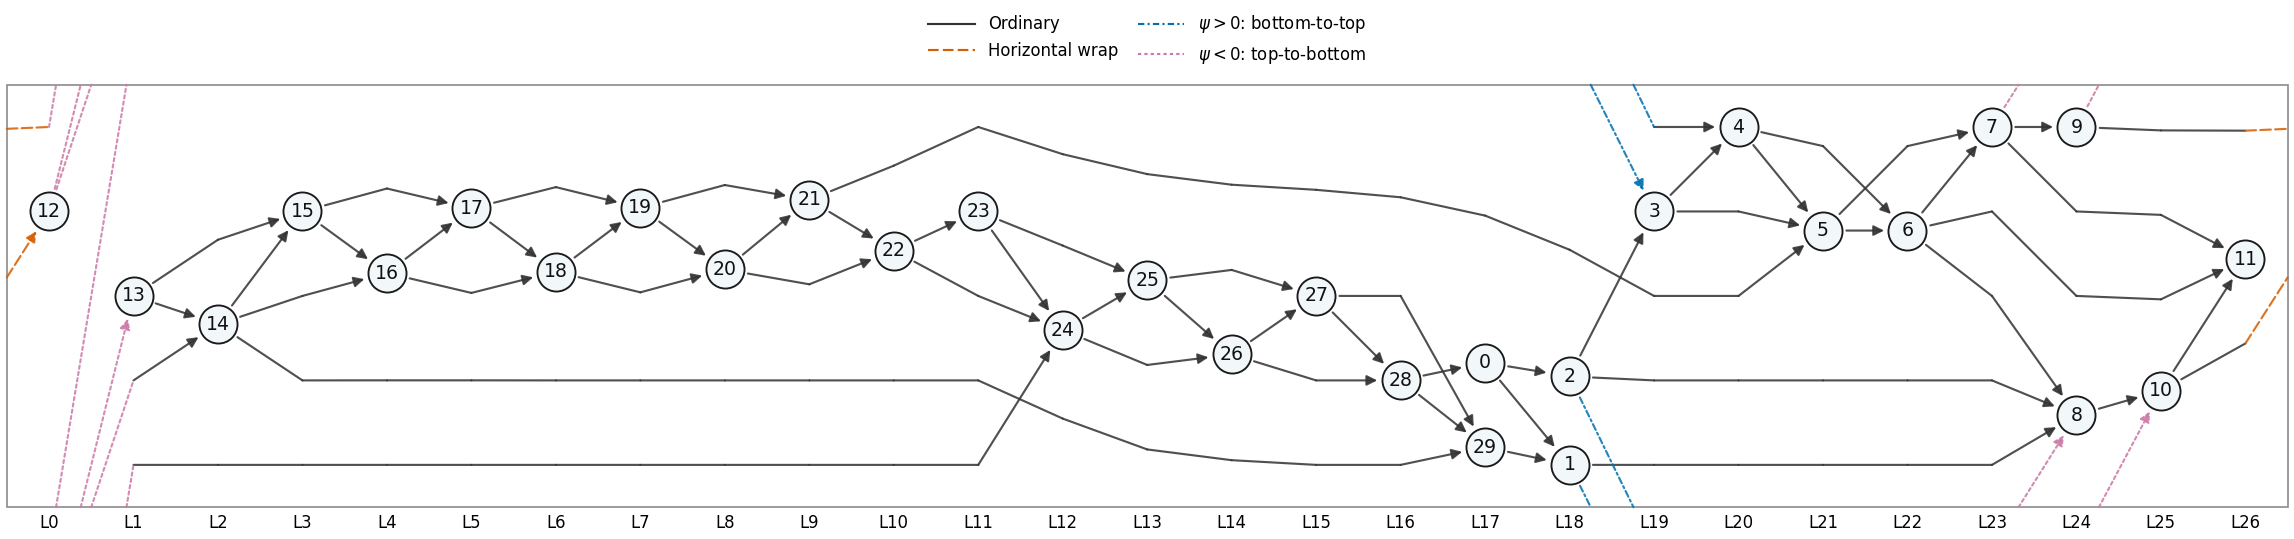 Ordinary
Horizontal wrap
ψ > 0: bottom-to-top
ψ < 0: top-to-bottom
4 7 9
12 15 17 19 21 23 3
5 6
22
16 18 20 25 11
13 27
14 24
26 0 2
28 10
8
29 1
L0 L1 L2 L3 L4 L5 L6 L7 L8 L9 L10 L11 L12 L13 L14 L15 L16 L17 L18 L19 L20 L21 L22 L23 L24 L25 L26